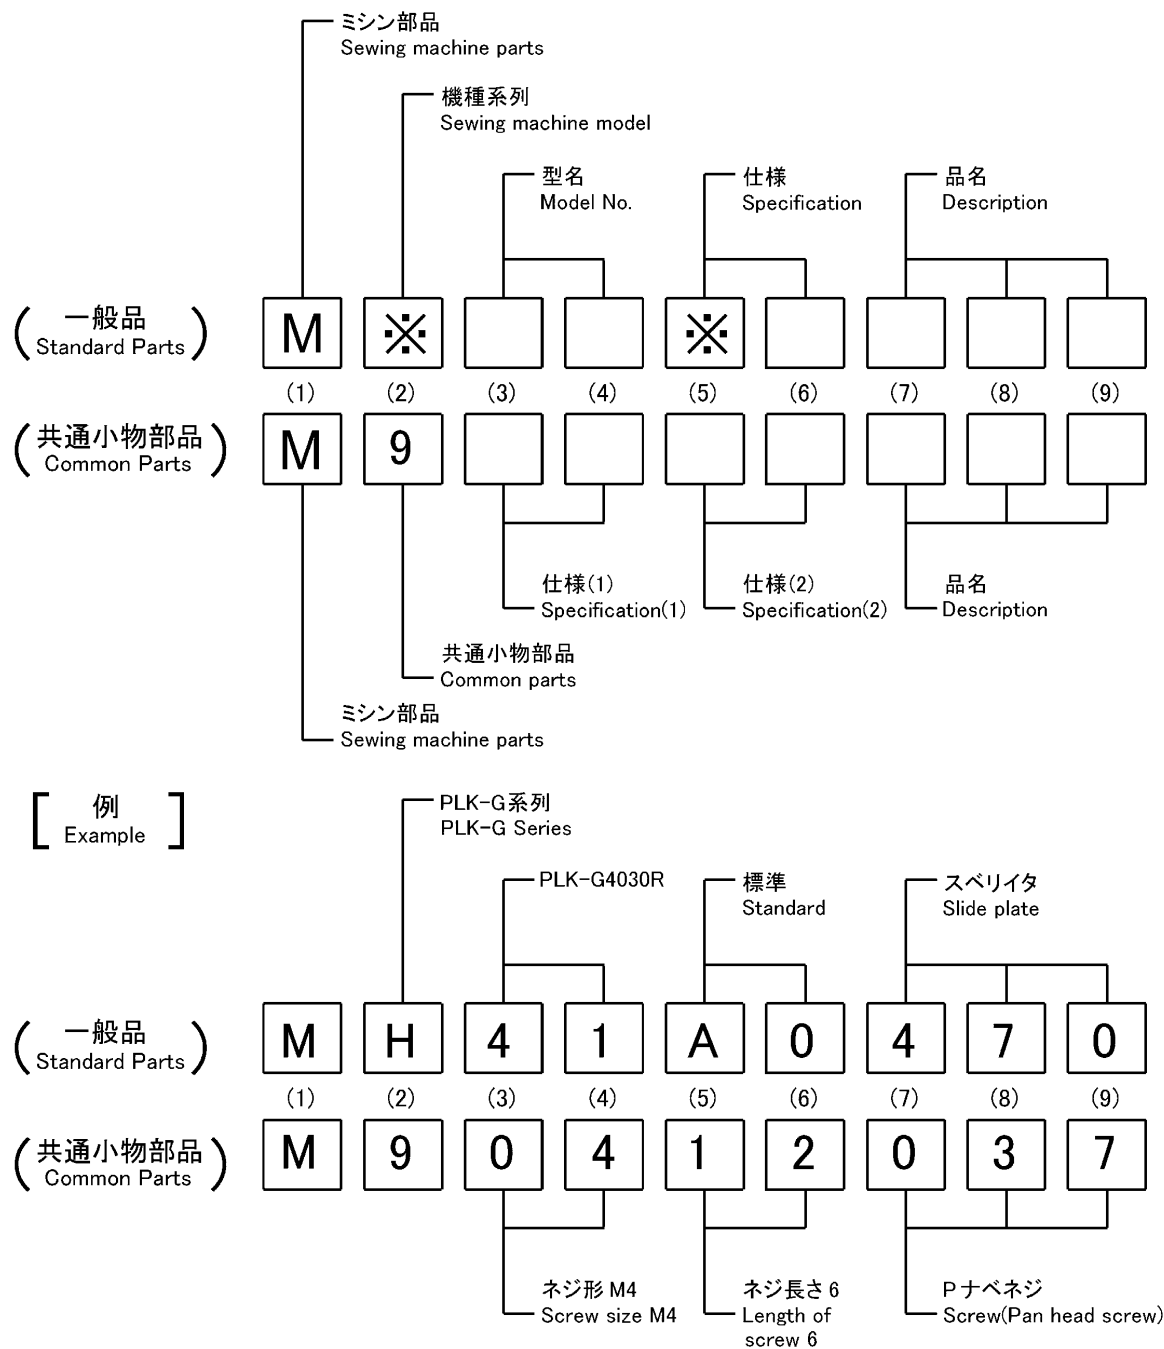 ミシン部品
Sewing machine parts
機種系列
Sewing machine model
型名
Model No.
仕様
Specification
品名
Description
(一般品
Standard Parts)
M ※ ※
(1) (2) (3) (4) (5) (6) (7) (8) (9)
(共通小物部品
Common Parts)
M 9
仕様(1)
Specification(1)
仕様(2)
Specification(2)
品名
Description
共通小物部品
Common parts
ミシン部品
Sewing machine parts
[例
Example]
PLK-G系列
PLK-G Series
PLK-G4030R
標準
Standard
スベリイタ
Slide plate
(一般品
Standard Parts)
M H 4 1 A 0 4 7 0
(1) (2) (3) (4) (5) (6) (7) (8) (9)
(共通小物部品
Common Parts)
M 9 0 4 1 2 0 3 7
ネジ形 M4
Screw size M4
ネジ長さ 6
Length of
screw 6
Pナベネジ
Screw(Pan head screw)